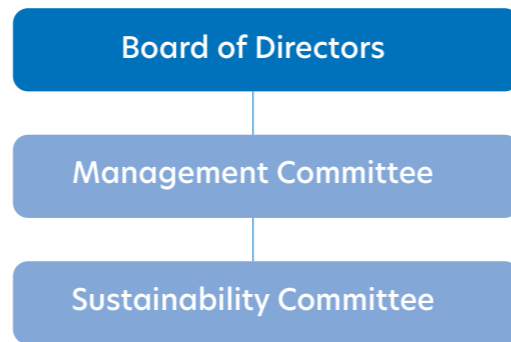 Board of Directors
Management Committee
Sustainability Committee